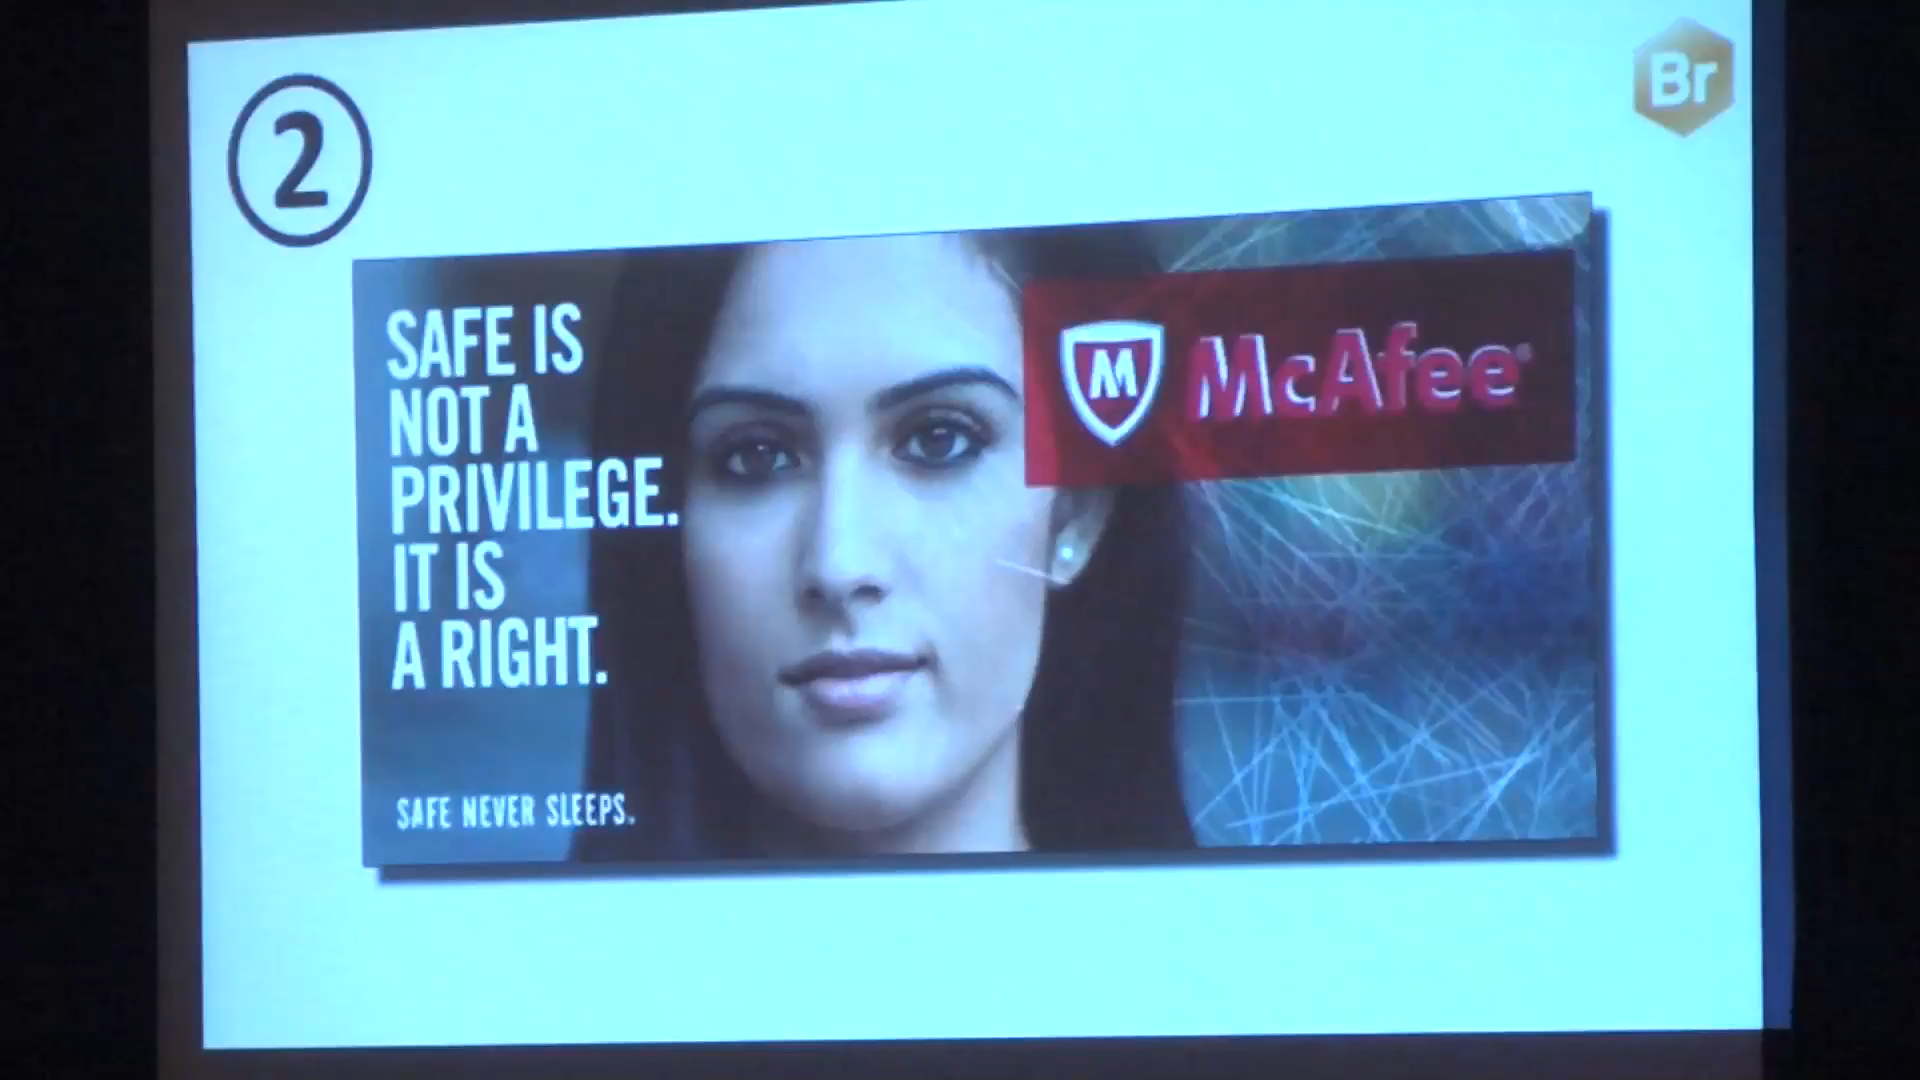 2
Br
SAFE IS
NOT A
PRIVILEGE.
IT IS
A RIGHT.
M McAfee
SAFE NEVER SLEEPS.